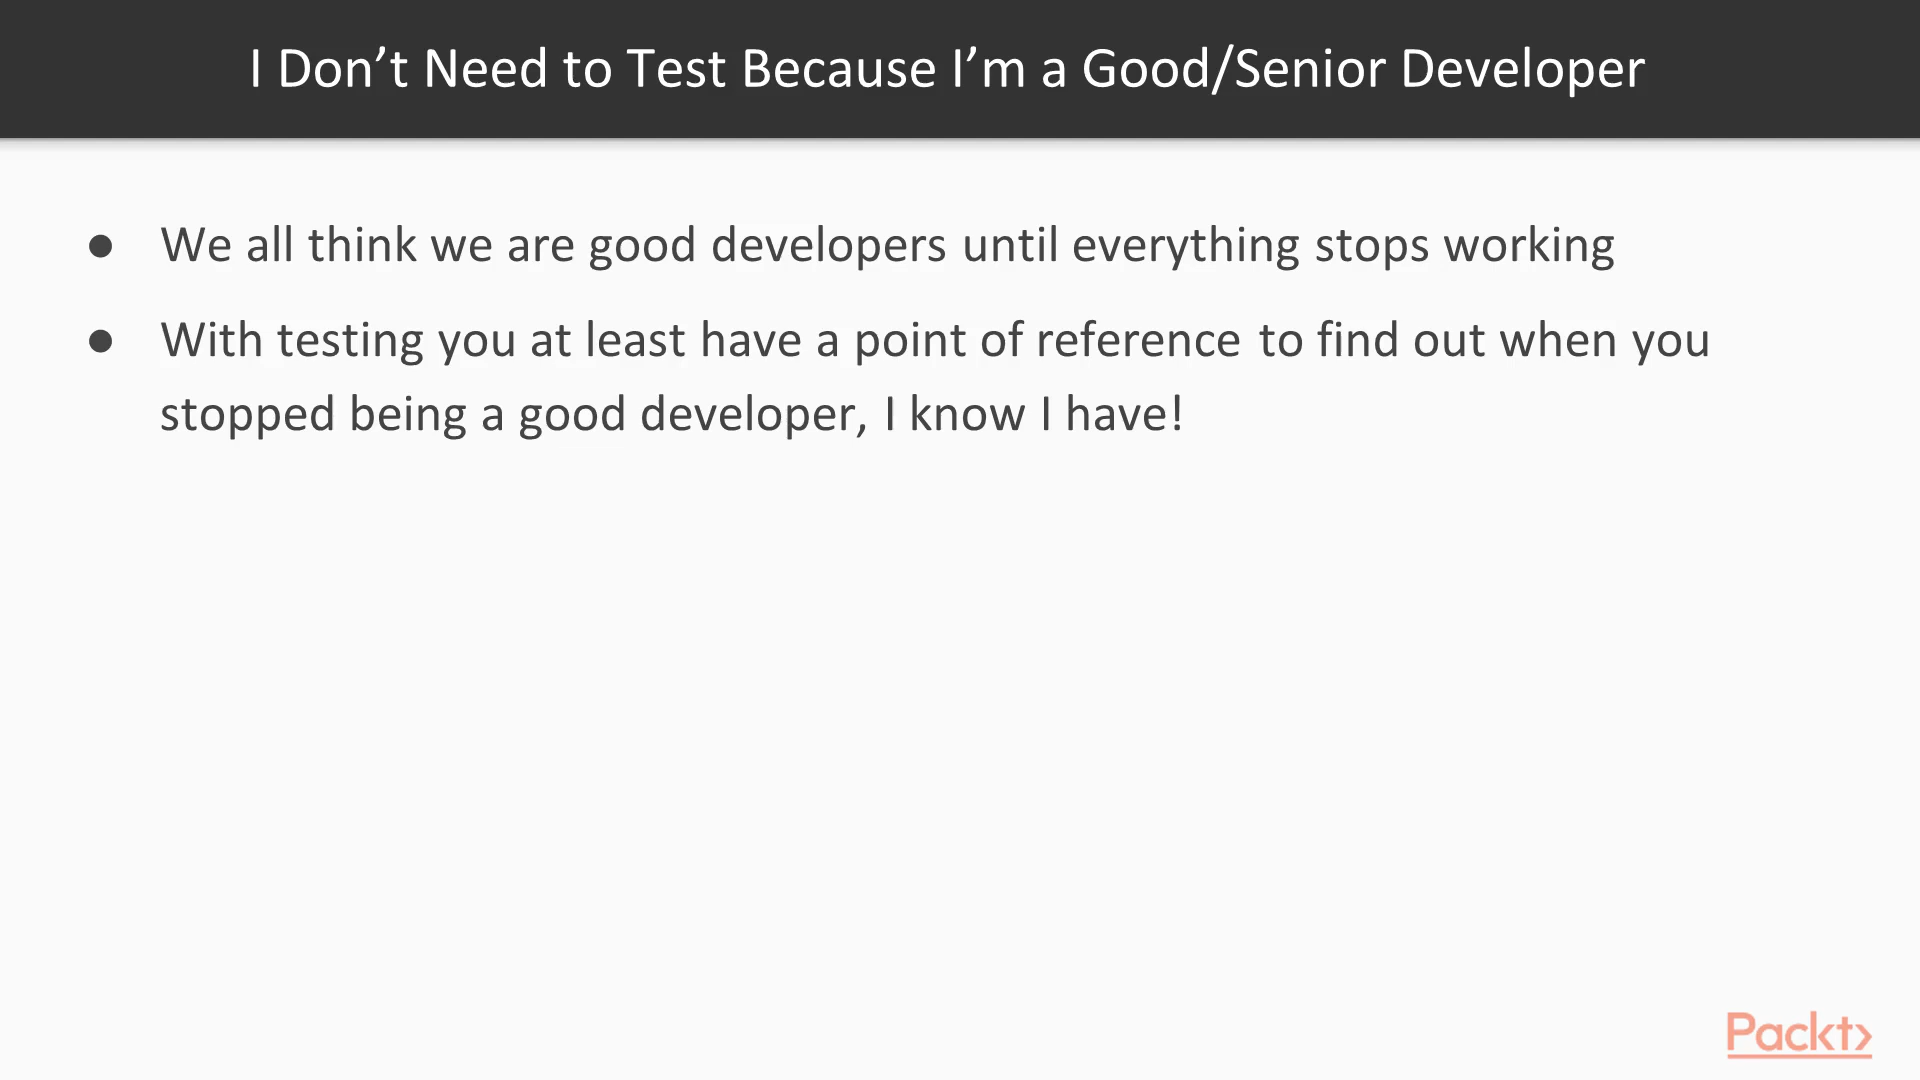 I Don’t Need to Test Because I’m a Good/Senior Developer
● We all think we are good developers until everything stops working
● With testing you at least have a point of reference to find out when you
stopped being a good developer, I know I have!
Packt>